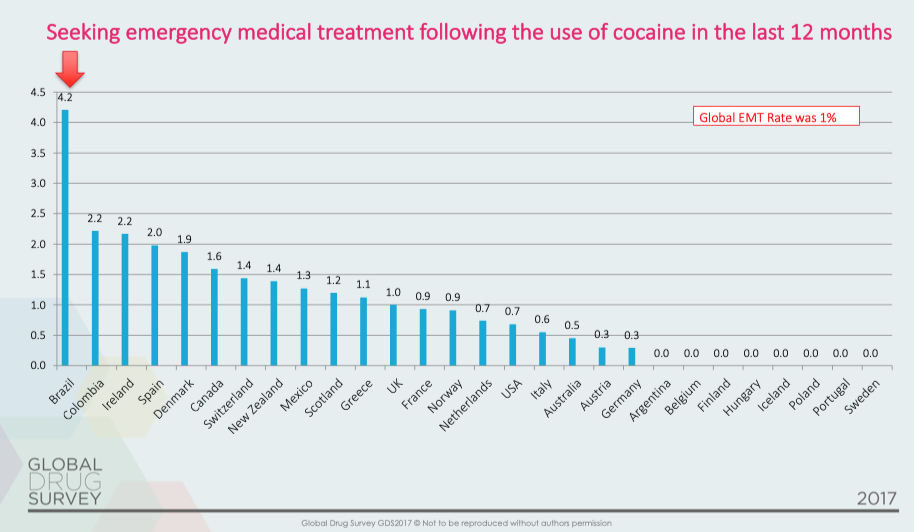 Seeking emergency medical treatment following the use of cocaine in the last 12 months
4.5
4.0
3.5
3.0
2.5
2.0
1.5
1.0
0.5
0.0
4.2
2.2
2.2
2.0
1.9
1.6
1.4
1.4
1.3
1.2
1.1
1.0
0.9
0.9
0.7
0.7
0.6
0.5
0.3
0.3
0.0
0.0
0.0
0.0
0.0
0.0
0.0
0.0
Global EMT Rate was 1%
Brazil
Colombia
Ireland
Spain
Denmark
Canada
Switzerland
New Zealand
Mexico
Scotland
Greece
UK
France
Norway
Netherlands
USA
Italy
Australia
Austria
Germany
Argentina
Belgium
Finland
Hungary
Iceland
Poland
Portugal
Sweden
GLOBAL
DRUG
SURVEY
2017
Global Drug Survey GDS2017 © Not to be reproduced without authors permission